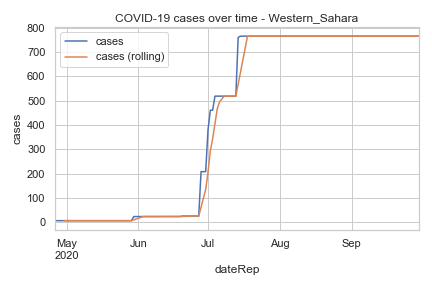 COVID-19 cases over time - Western_Sahara
cases
cases (rolling)
800
700
600
500
400
300
200
100
0
cases
May Jun Jul Aug Sep
2020
dateRep